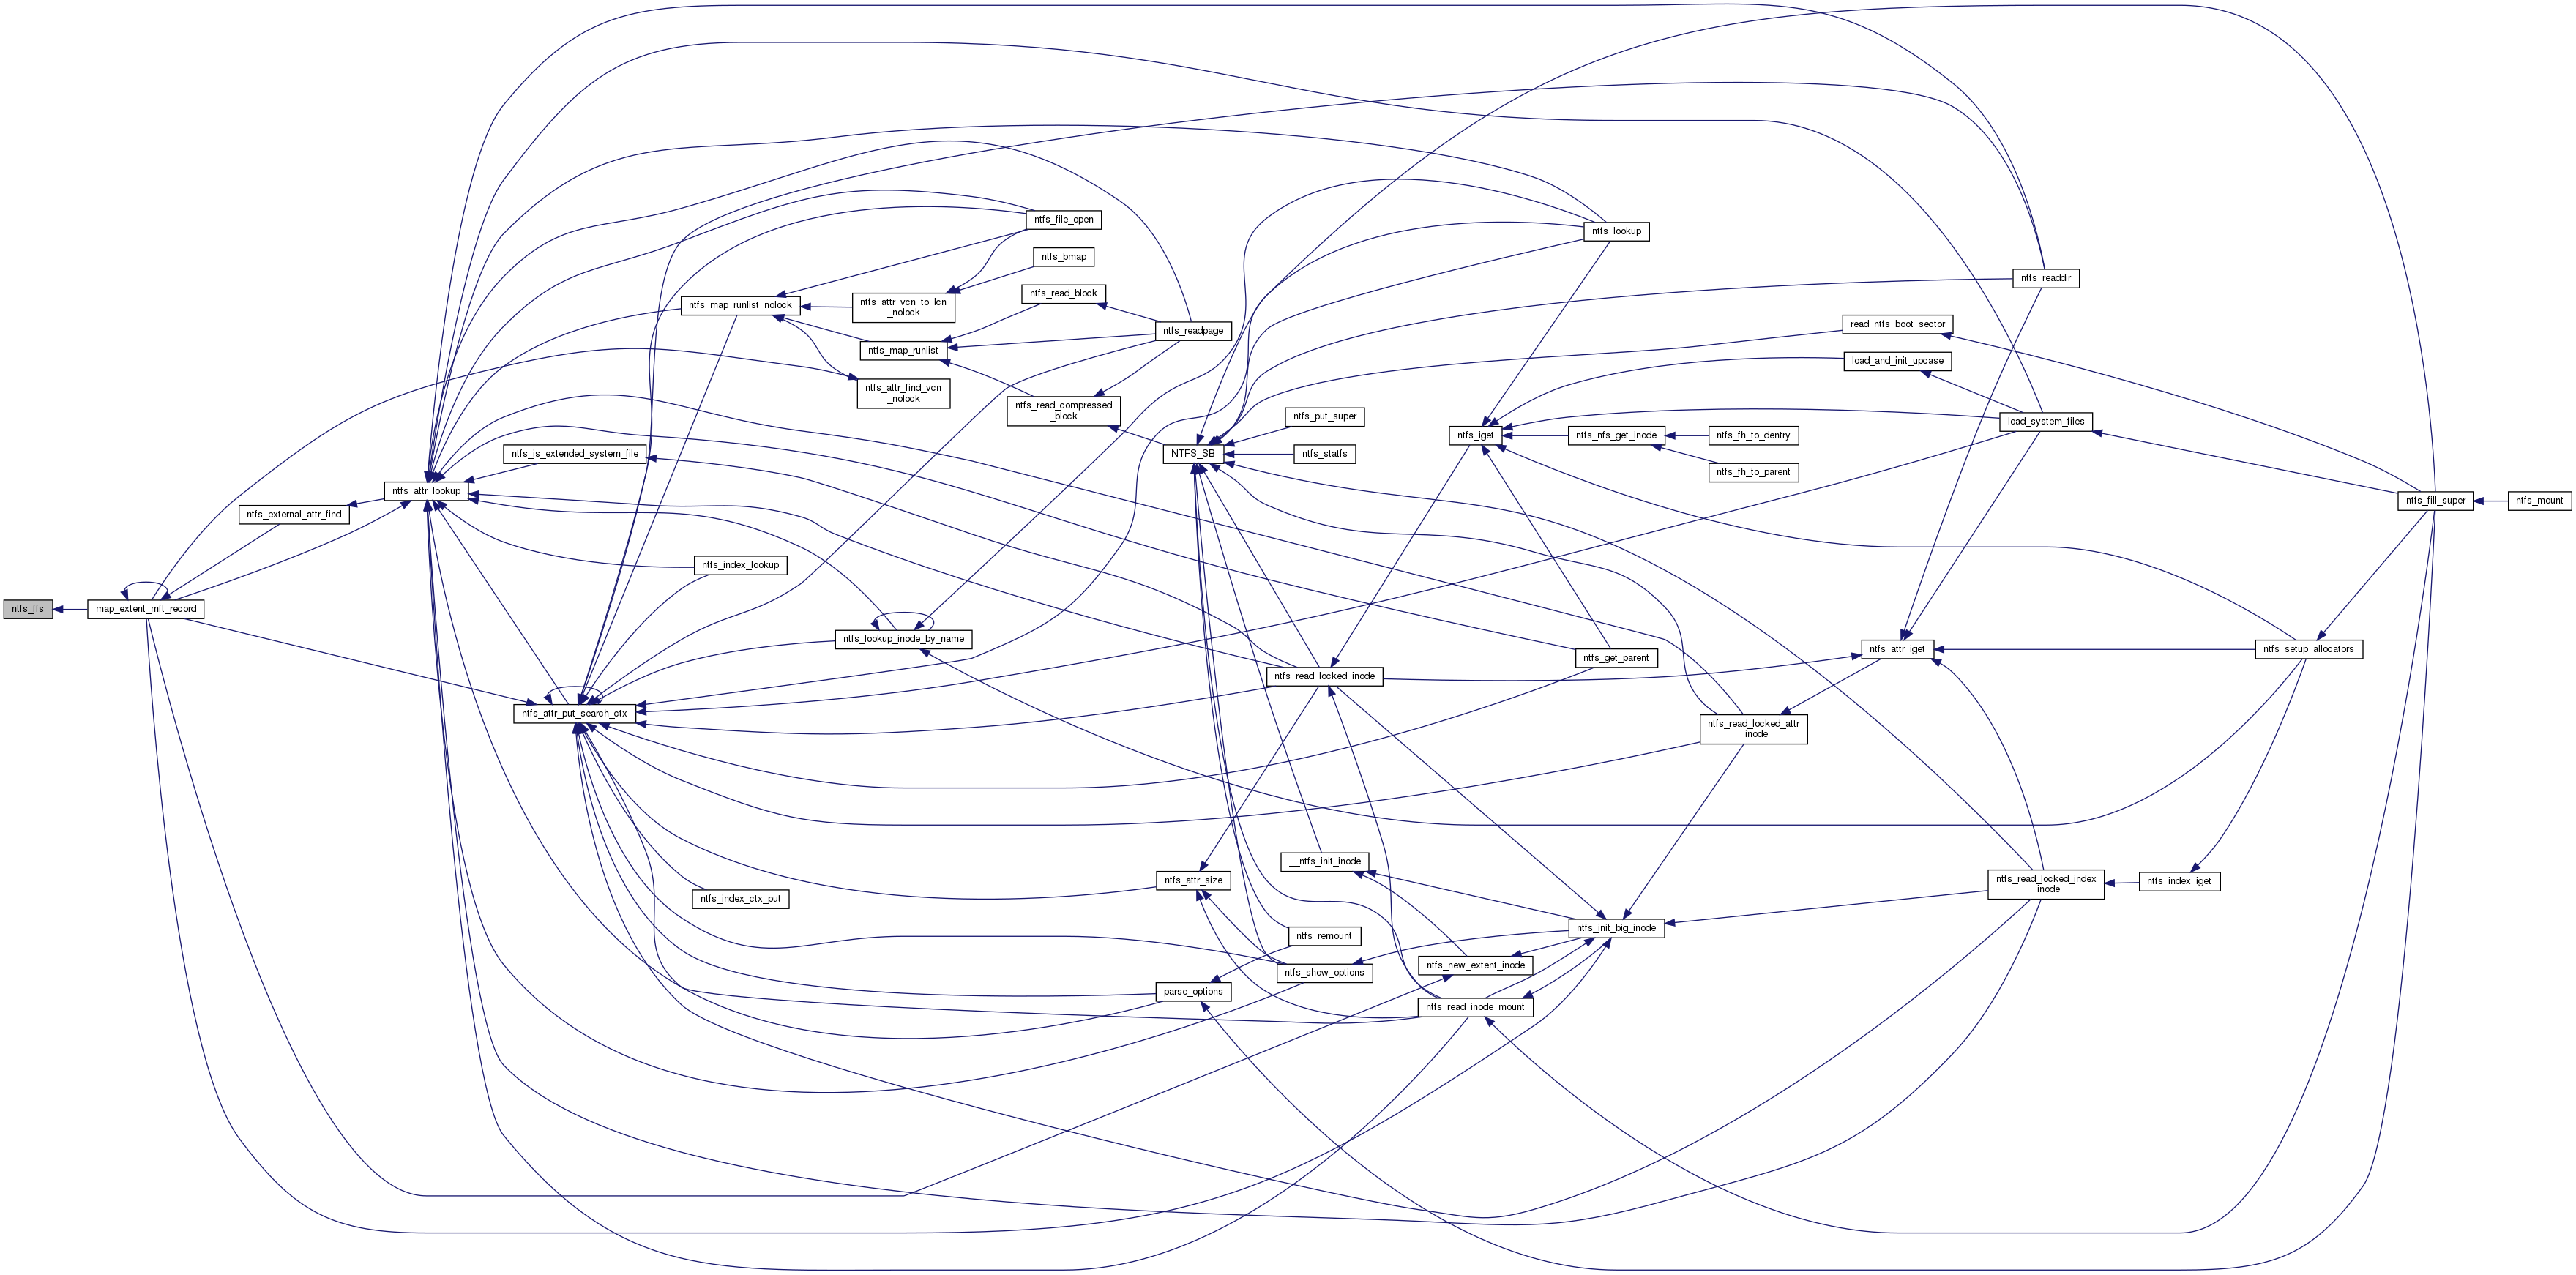 ntfs_ffs
map_extent_mft_record
ntfs_external_attr_find
ntfs_attr_lookup
ntfs_is_extended_system_file
ntfs_attr_put_search_ctx
ntfs_map_runlist_nolock
ntfs_index_lookup
ntfs_index_ctx_put
ntfs_attr_vcn_to_lcn
_nolock
ntfs_map_runlist
ntfs_attr_find_vcn
_nolock
ntfs_lookup_inode_by_name
ntfs_file_open
ntfs_bmap
ntfs_read_block
ntfs_read_compressed
_block
ntfs_readpage
NTFS_SB
ntfs_attr_size
parse_options
ntfs_put_super
ntfs_statfs
ntfs_read_locked_inode
__ntfs_init_inode
ntfs_remount
ntfs_show_options
ntfs_iget
ntfs_new_extent_inode
ntfs_read_inode_mount
ntfs_lookup
ntfs_nfs_get_inode
ntfs_get_parent
ntfs_init_big_inode
ntfs_fh_to_dentry
ntfs_fh_to_parent
ntfs_read_locked_attr
_inode
read_ntfs_boot_sector
load_and_init_upcase
ntfs_attr_iget
ntfs_readdir
load_system_files
ntfs_read_locked_index
_inode
ntfs_index_iget
ntfs_setup_allocators
ntfs_fill_super
ntfs_mount